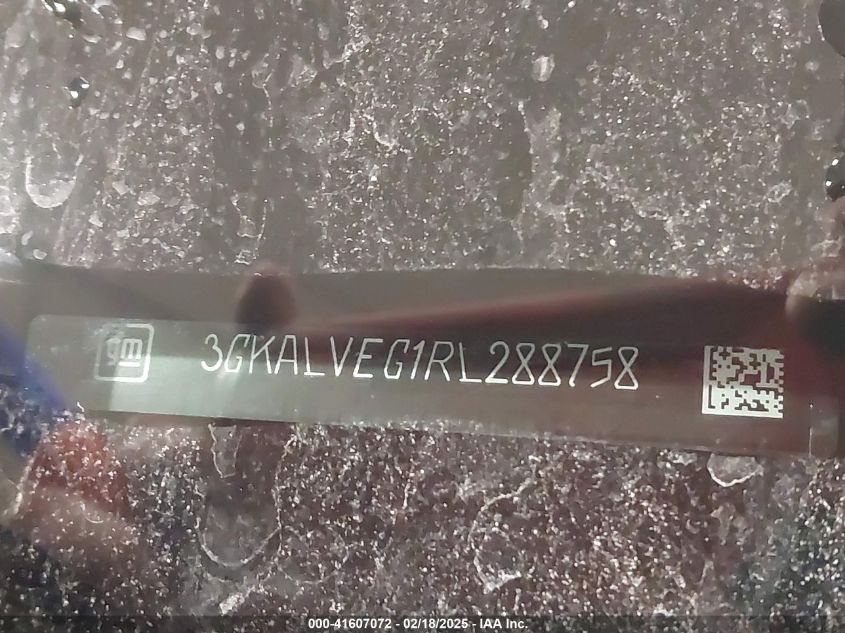 gm 3GKALVEG1RL288758
000-41607072 - 02/18/2025 - IAA Inc.